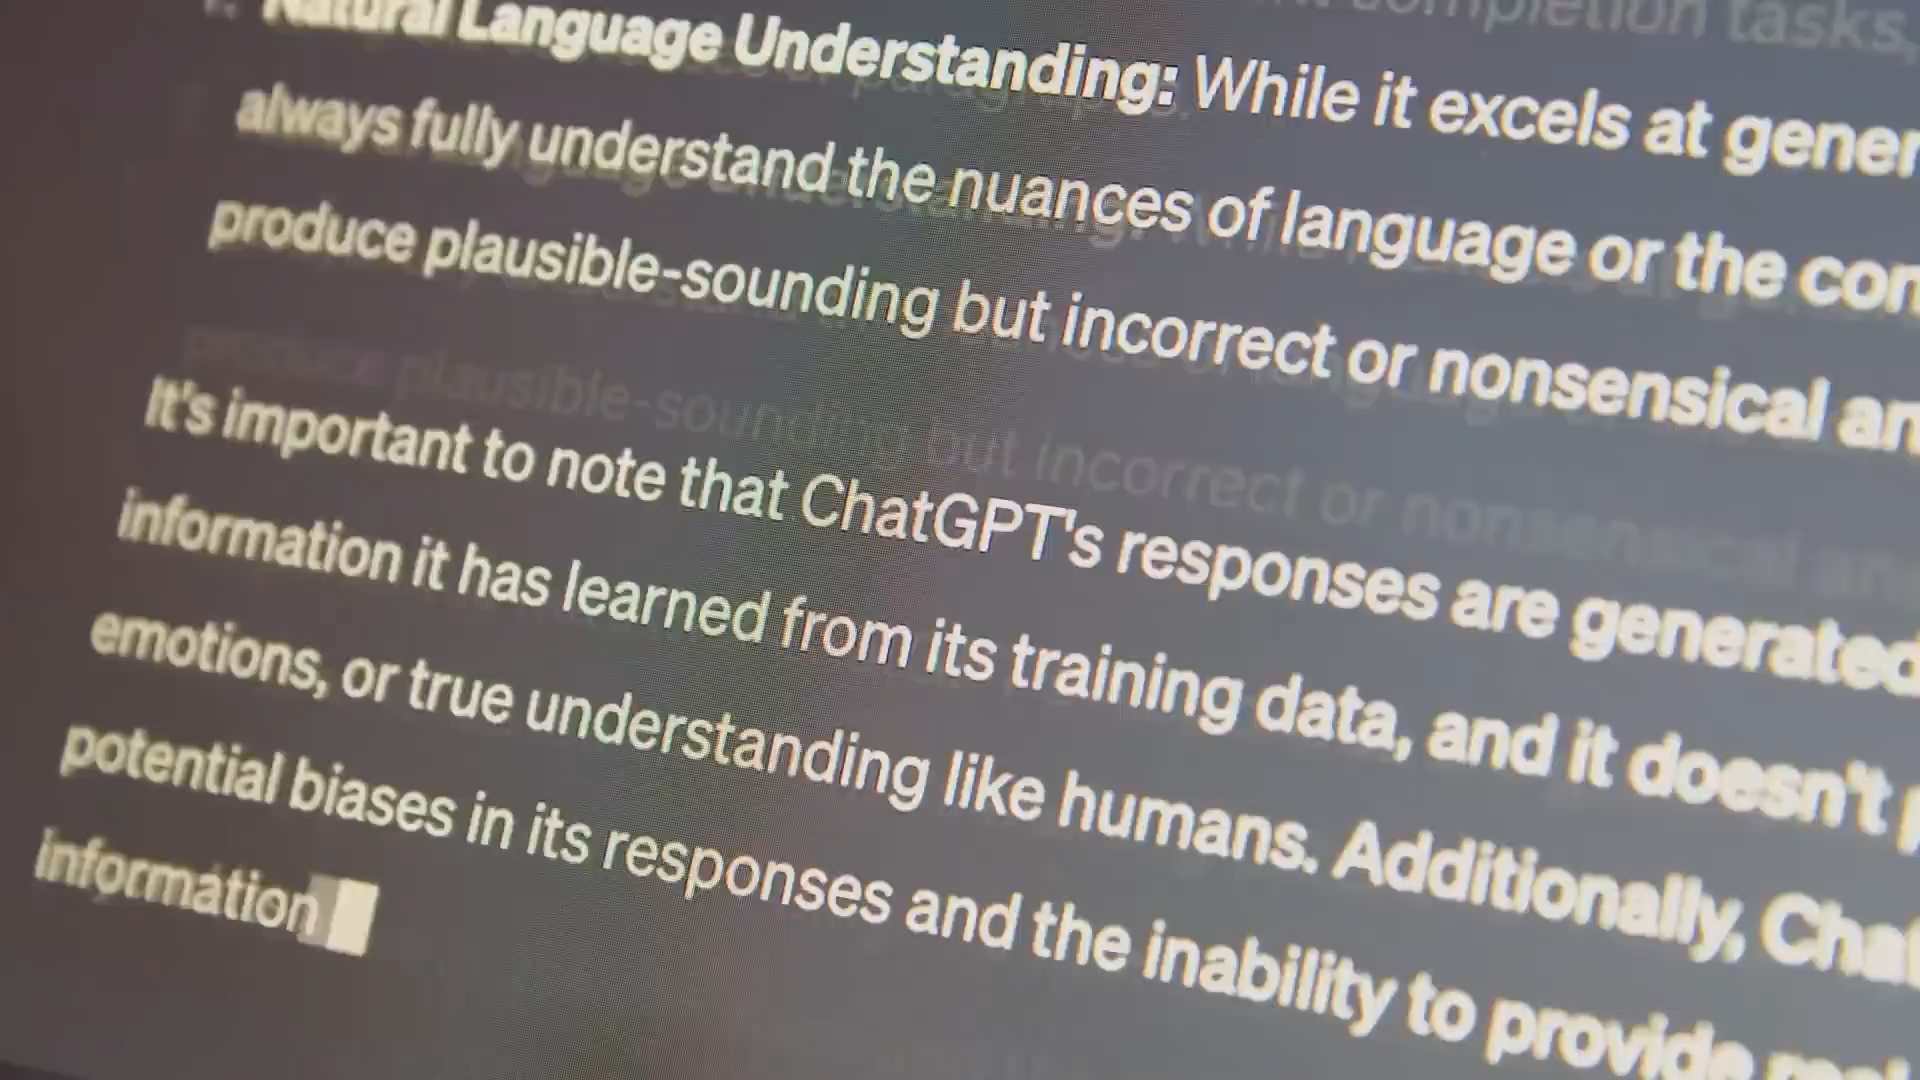 completion tasks,
Natural Language Understanding: While it excels at gener
always fully understand the nuances of language or the con
produce plausible-sounding but incorrect or nonsensical an
It's important to note that ChatGPT's responses are generated
information it has learned from its training data, and it doesn't p
emotions, or true understanding like humans. Additionally, Chat
potential biases in its responses and the inability to provide real
information